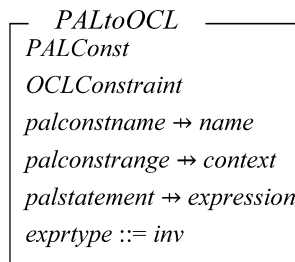 PALtoOCL
PALConst
OCLConstraint
palconstname ⇸ name
palconstrange ⇸ context
palstatement ⇸ expression
exprtype ::= inv